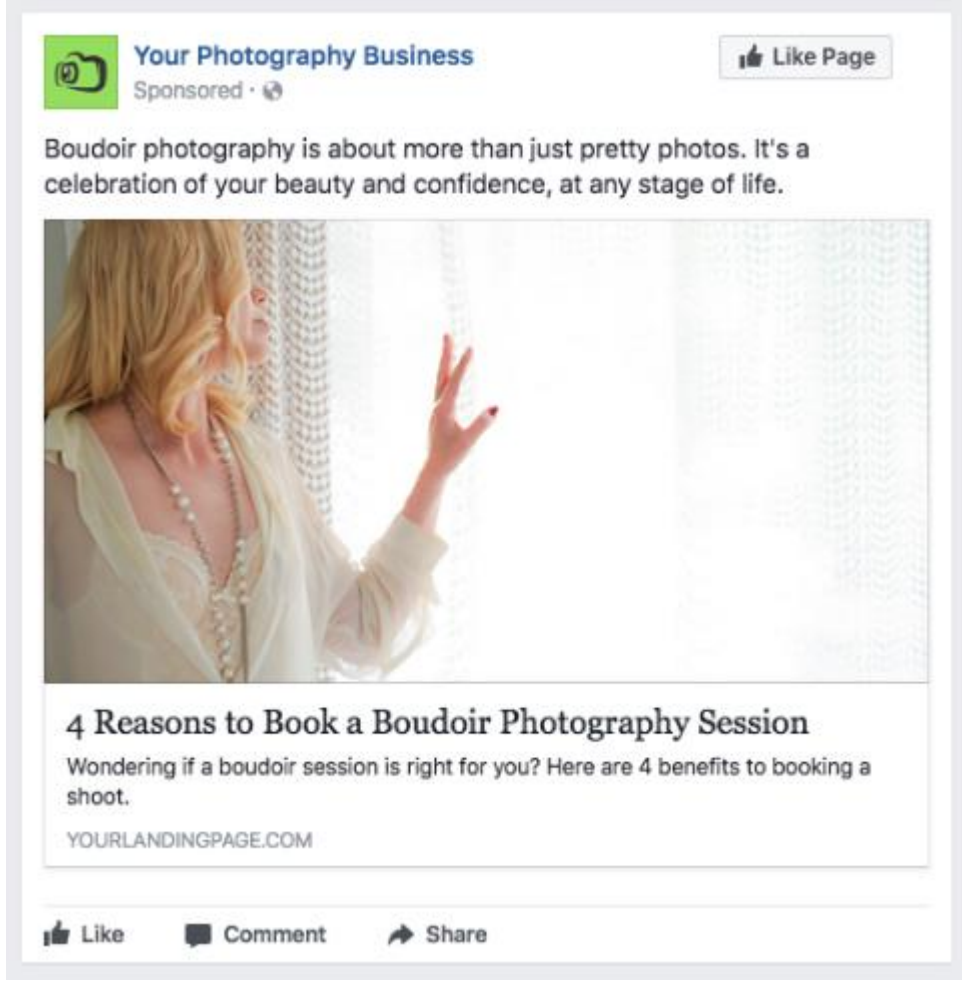 Your Photography Business
Like Page
Sponsored ·
Boudoir photography is about more than just pretty photos. It's a
celebration of your beauty and confidence, at any stage of life.
4 Reasons to Book a Boudoir Photography Session
Wondering if a boudoir session is right for you? Here are 4 benefits to booking a
shoot.
YOURLANDINGPAGE.COM
Like Comment Share